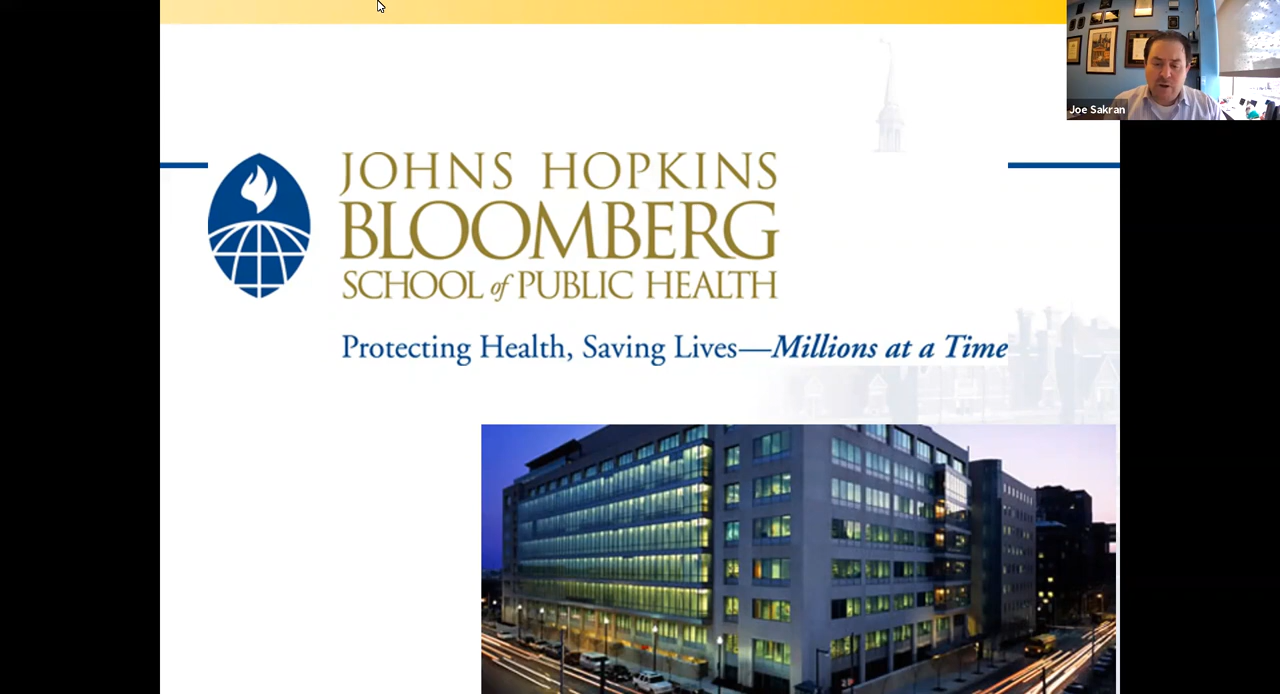 Joe Sakran
JOHNS HOPKINS
BLOOMBERG
SCHOOL of PUBLIC HEALTH
Protecting Health, Saving Lives—Millions at a Time